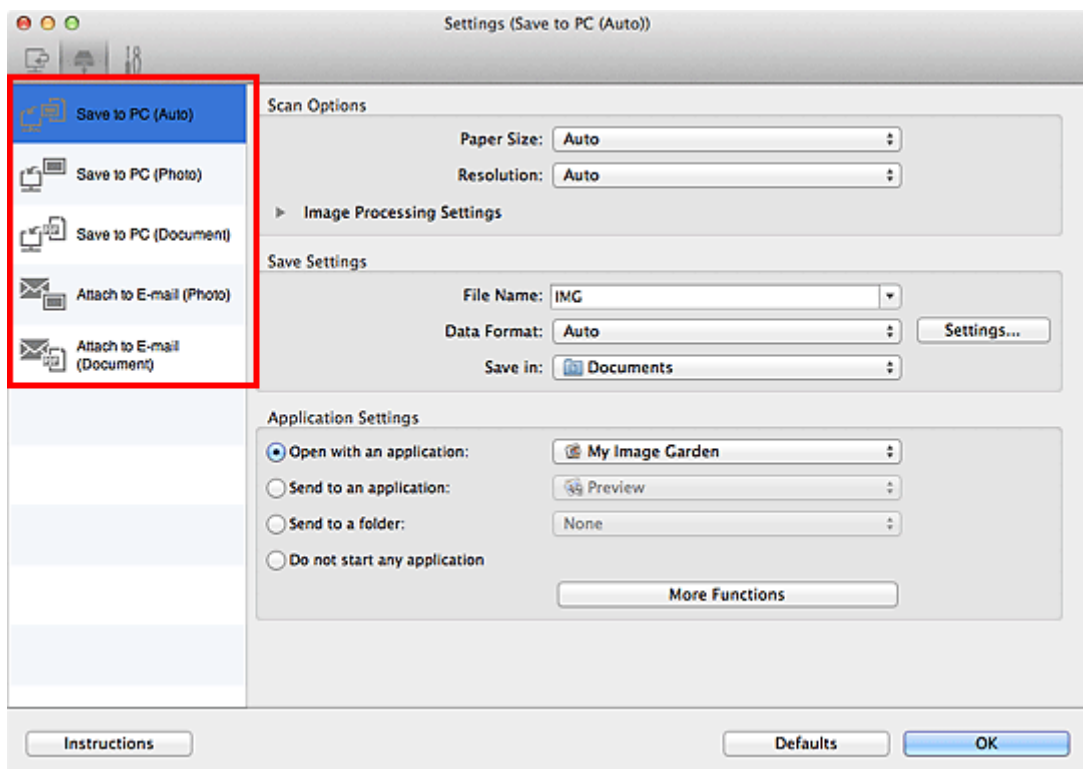 Settings (Save to PC (Auto))
Save to PC (Auto)
Save to PC (Photo)
Save to PC (Document)
Attach to E-mail (Photo)
Attach to E-mail
(Document)
Scan Options
Paper Size: Auto
Resolution: Auto
Image Processing Settings
Save Settings
File Name: IMG
Data Format: Auto Settings...
Save in: Documents
Application Settings
Open with an application: My Image Garden
Send to an application: Preview
Send to a folder: None
Do not start any application
More Functions
Instructions Defaults OK